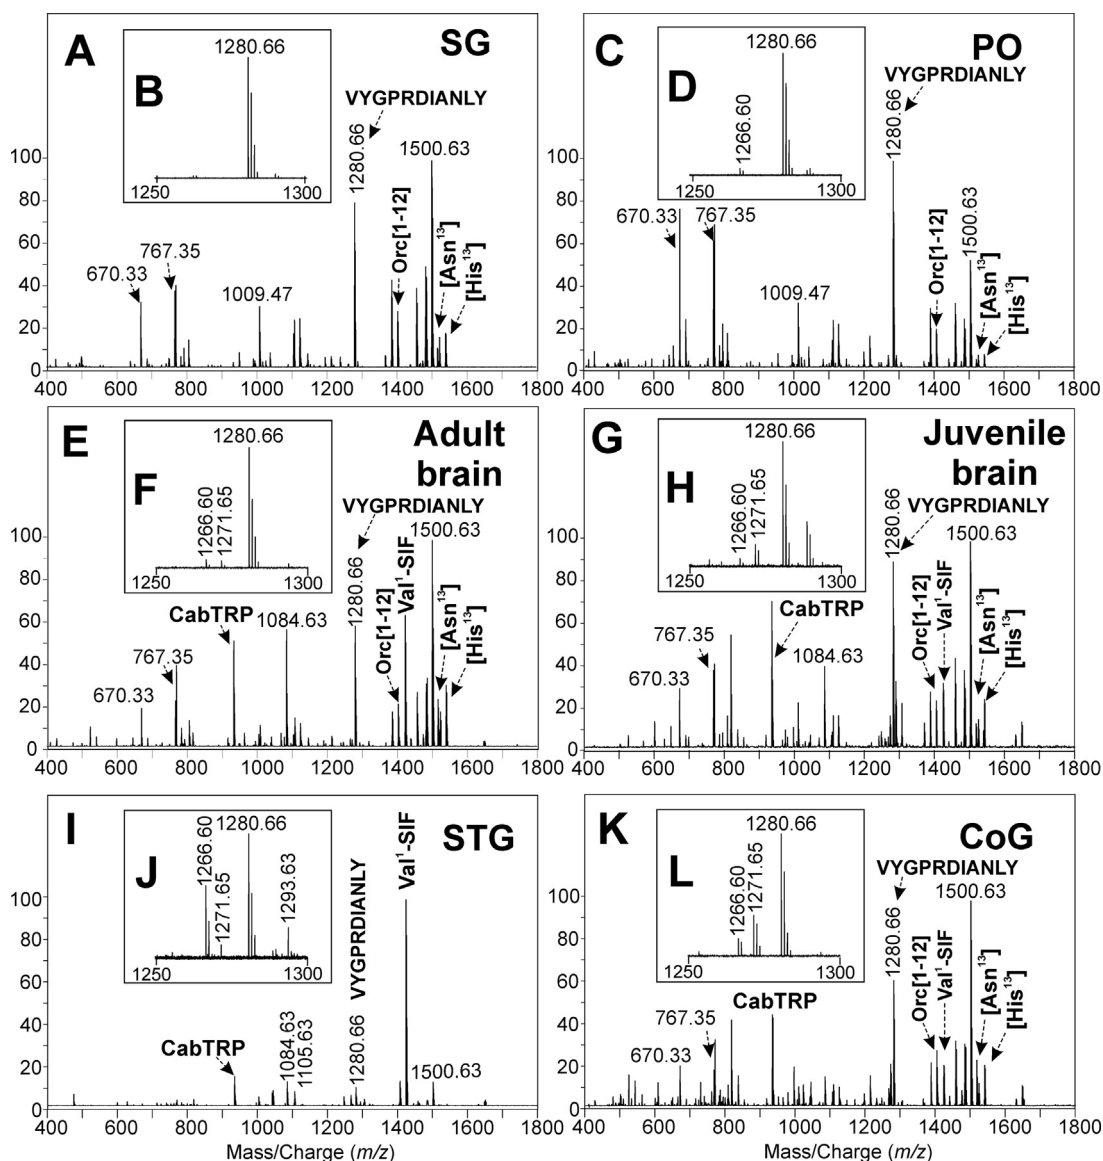 A
SG
B
1280.66
1250
1300
VYGPRDIANLY
1280.66
1500.63
Orc[1-12]
[Asn¹³]
[His¹³]
767.35
670.33
1009.47
100
80
60
40
20
0
400 600 800 1000 1200 1400 1600 1800
C
PO
D
1280.66
1266.60
1250
1300
VYGPRDIANLY
1280.66
1500.63
Orc[1-12]
[Asn¹³]
[His¹³]
670.33
767.35
1009.47
100
80
60
40
20
0
400 600 800 1000 1200 1400 1600 1800
E
Adult
brain
F
1280.66
1266.60
1271.65
1250
1300
VYGPRDIANLY
1500.63
1280.66
Val¹-SIF
Orc[1-12]
[Asn¹³]
[His¹³]
CabTRP
1084.63
767.35
670.33
100
80
60
40
20
0
400 600 800 1000 1200 1400 1600 1800
G
Juvenile
brain
H
1280.66
1266.60
1271.65
1250
1300
VYGPRDIANLY
1280.66
1500.63
Orc[1-12]
Val¹-SIF
[Asn¹³]
[His¹³]
CabTRP
767.35
1084.63
670.33
100
80
60
40
20
0
400 600 800 1000 1200 1400 1600 1800
I
STG
J
1280.66
1266.60
1271.65
1293.63
1250
1300
VYGPRDIANLY
1280.66
Val¹-SIF
CabTRP
1084.63
1105.63
1500.63
100
80
60
40
20
0
400 600 800 1000 1200 1400 1600 1800
Mass/Charge (m/z)
K
CoG
L
1280.66
1266.60
1271.65
1250
1300
VYGPRDIANLY
1280.66
1500.63
Orc[1-12]
Val¹-SIF
[Asn¹³]
[His¹³]
CabTRP
767.35
670.33
100
80
60
40
20
0
400 600 800 1000 1200 1400 1600 1800
Mass/Charge (m/z)